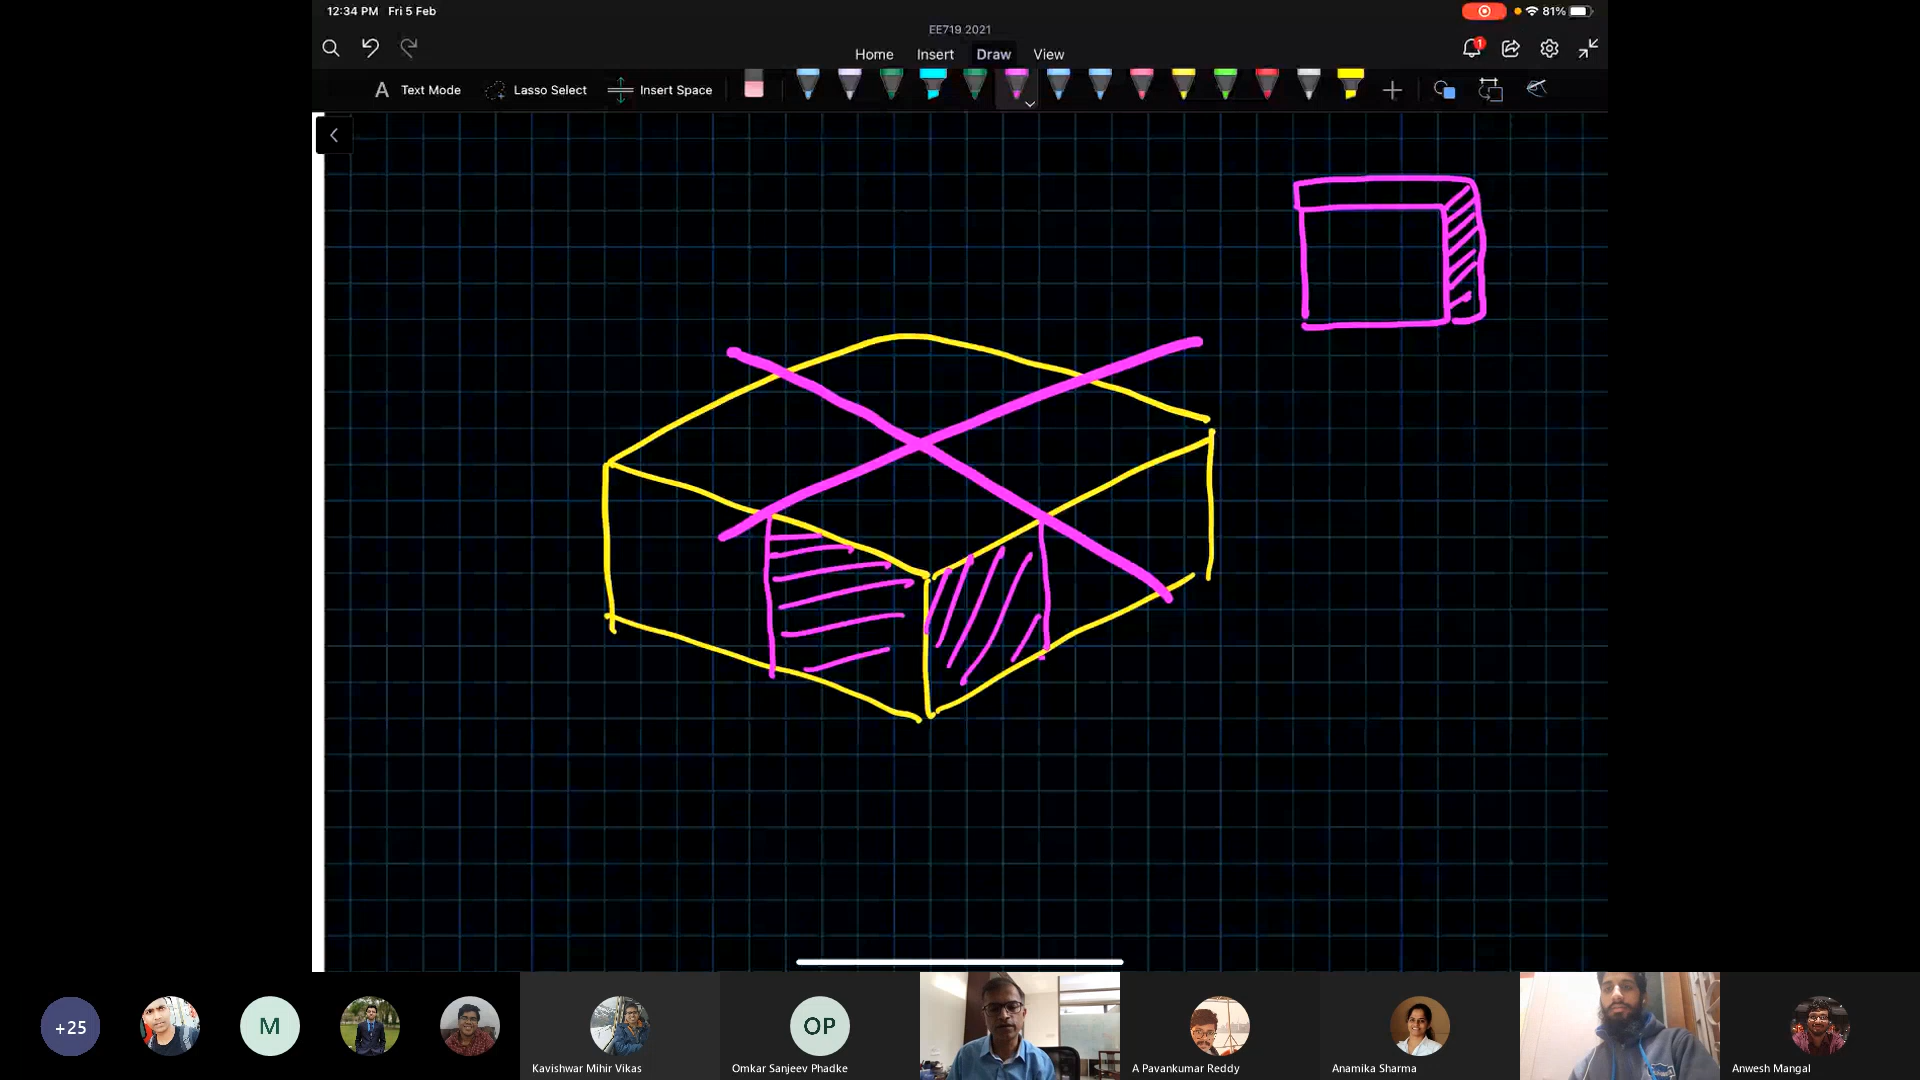 12:34 PM Fri 5 Feb
81%
EE719 2021
Home Insert Draw View
1
Text Mode
Lasso Select
Insert Space
+25
M
OP
Kavishwar Mihir Vikas
Omkar Sanjeev Phadke
A Pavankumar Reddy
Anamika Sharma
Anwesh Mangal